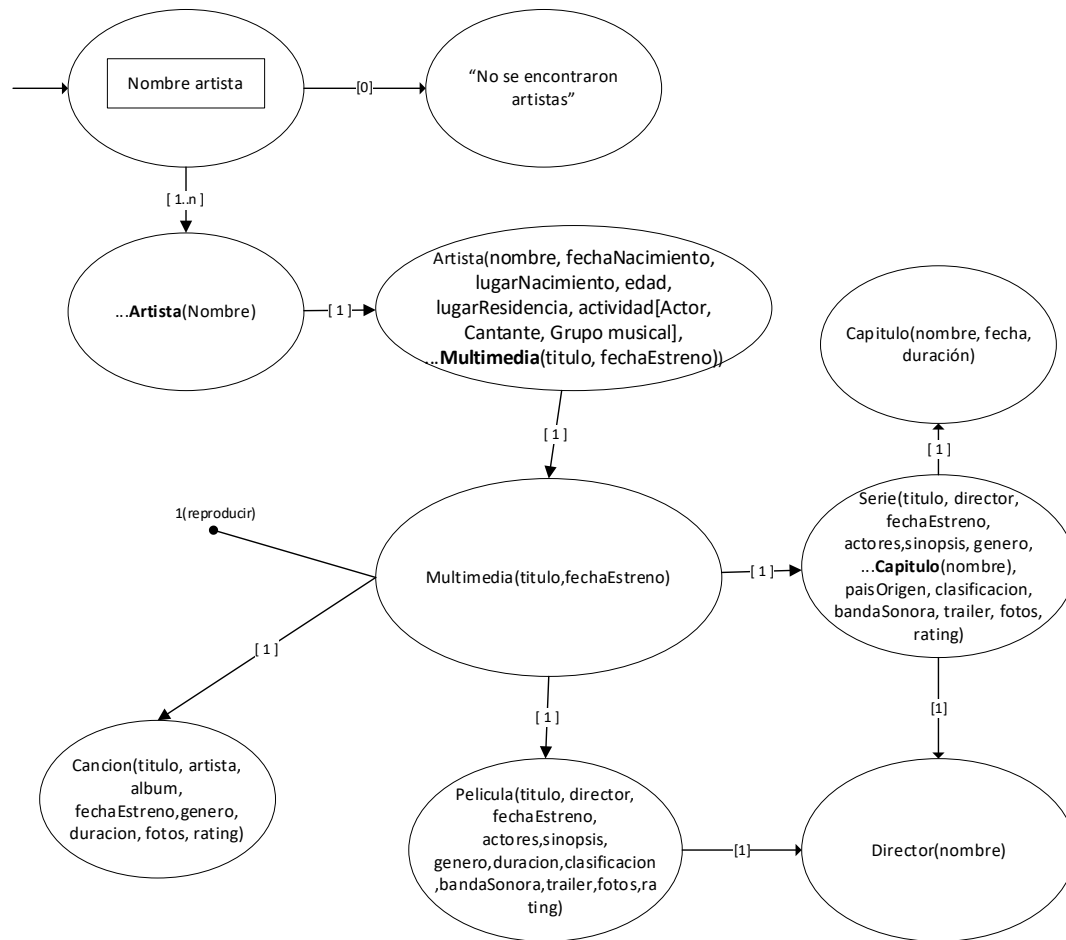 Nombre artista
[0]
“No se encontraron
artistas”
[ 1..n ]
...Artista(Nombre)
[ 1 ]
Artista(nombre, fechaNacimiento,
lugarNacimiento, edad,
lugarResidencia, actividad[Actor,
Cantante, Grupo musical],
...Multimedia(titulo, fechaEstreno))
Capitulo(nombre, fecha,
duración)
[ 1 ]
[ 1 ]
1(reproducir)
Multimedia(titulo,fechaEstreno)
[ 1 ]
Serie(titulo, director,
fechaEstreno,
actores,sinopsis, genero,
...Capitulo(nombre),
paisOrigen, clasificacion,
bandaSonora, trailer, fotos,
rating)
[ 1 ]
[ 1 ]
[1]
Cancion(titulo, artista,
album,
fechaEstreno,genero,
duracion, fotos, rating)
Pelicula(titulo, director,
fechaEstreno,
actores,sinopsis,
genero,duracion,clasificacion
,bandaSonora,trailer,fotos,ra
ting)
[1]
Director(nombre)